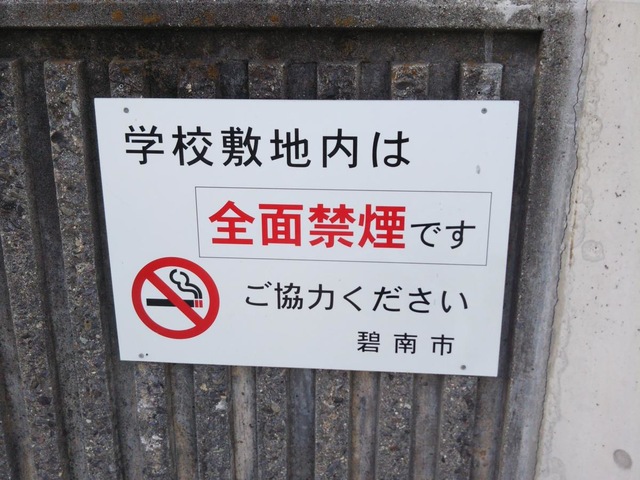 学校敷地内は
全面禁煙です
ご協力ください
碧南市